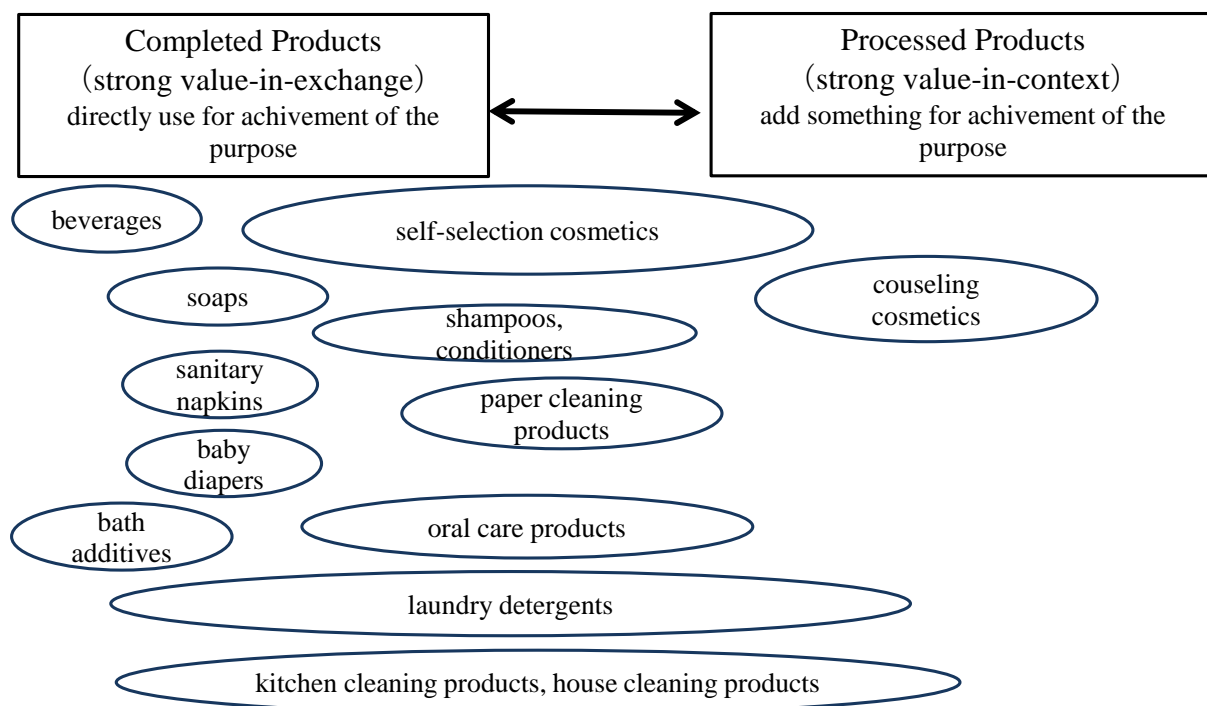 Completed Products
（strong value-in-exchange）
directly use for achivement of the
purpose
Processed Products
（strong value-in-context）
add something for achivement of the
purpose
beverages
self-selection cosmetics
soaps
couseling
cosmetics
shampoos,
conditioners
sanitary
napkins
paper cleaning
products
baby
diapers
bath
additives
oral care products
laundry detergents
kitchen cleaning products, house cleaning products